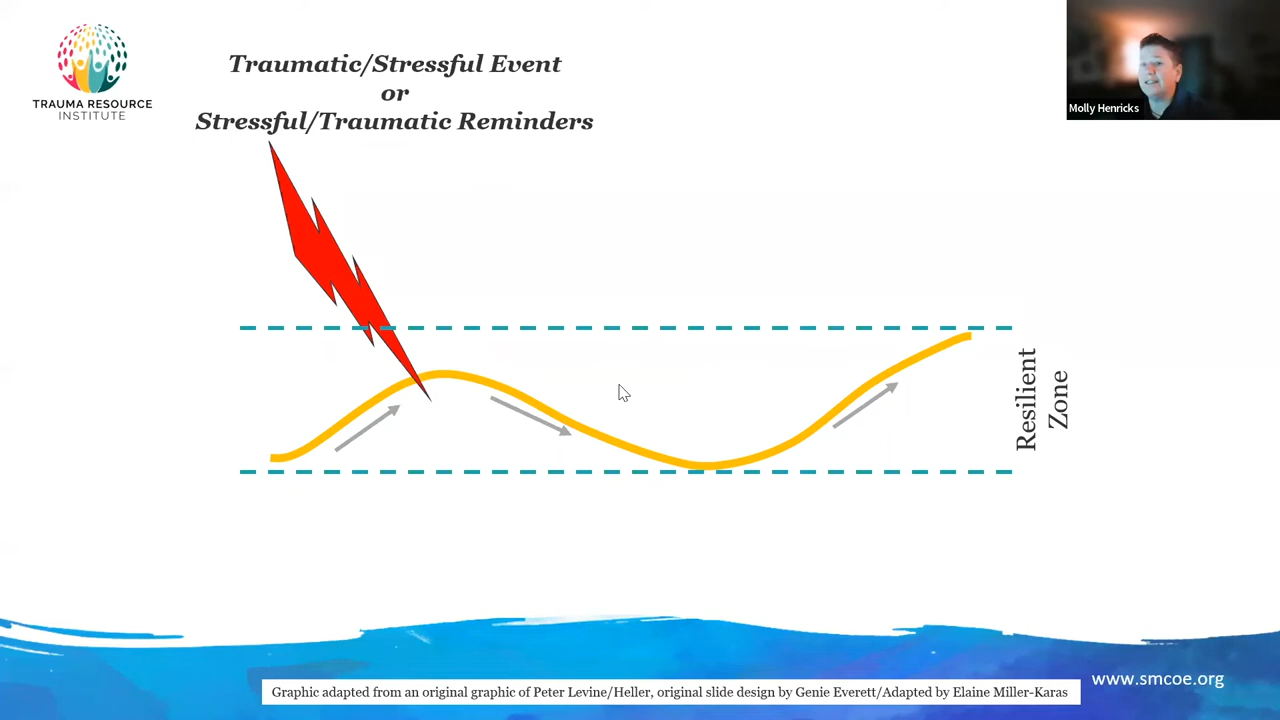 TRAUMA RESOURCE
INSTITUTE
Traumatic/Stressful Event
or
Stressful/Traumatic Reminders
Molly Henricks
Resilient
Zone
www.smcoe.org
Graphic adapted from an original graphic of Peter Levine/Heller, original slide design by Genie Everett/Adapted by Elaine Miller-Karas